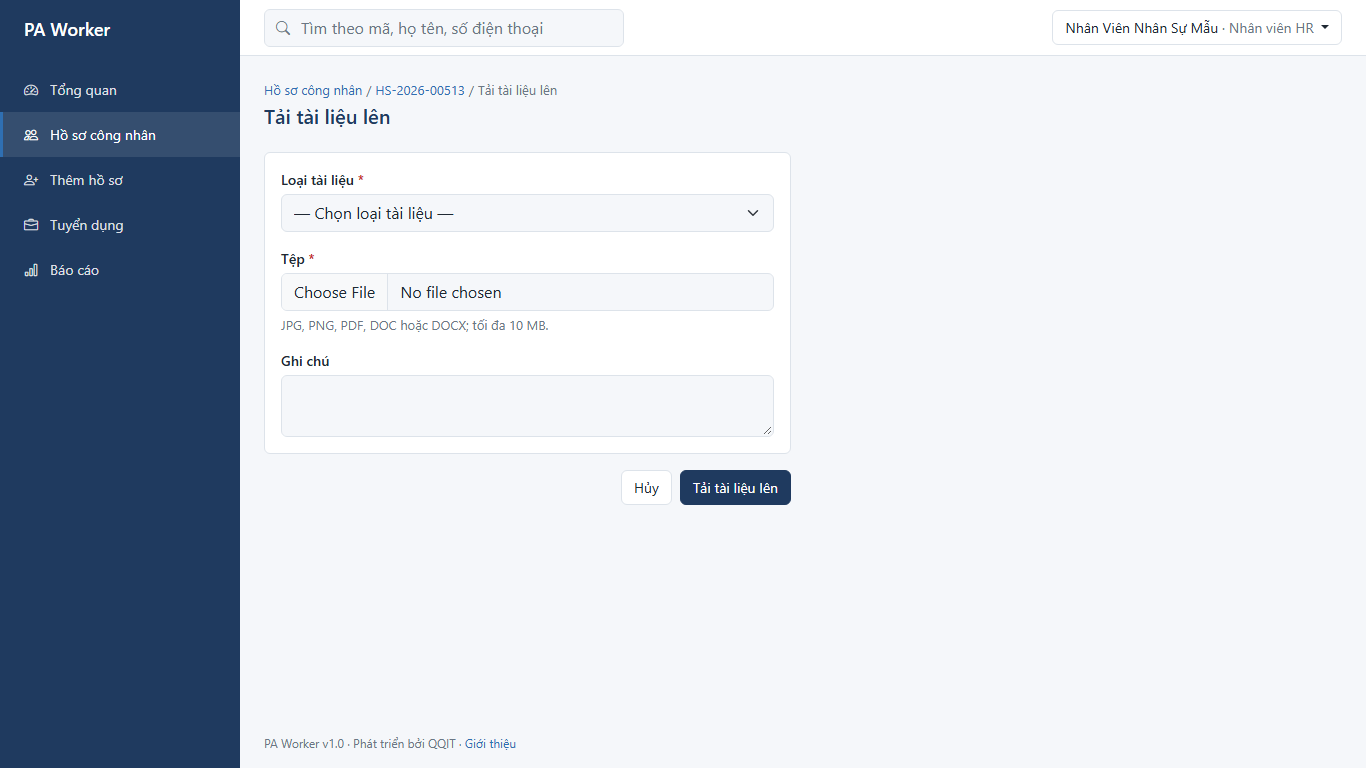 PA Worker
Tìm theo mã, họ tên, số điện thoại
Nhân Viên Nhân Sự Mẫu · Nhân viên HR
Tổng quan
Hồ sơ công nhân
Thêm hồ sơ
Tuyển dụng
Báo cáo
Hồ sơ công nhân / HS-2026-00513 / Tải tài liệu lên
Tải tài liệu lên
Loại tài liệu *
— Chọn loại tài liệu —
Tệp *
Choose File No file chosen
JPG, PNG, PDF, DOC hoặc DOCX; tối đa 10 MB.
Ghi chú
Hủy
Tải tài liệu lên
PA Worker v1.0 · Phát triển bởi QQIT · Giới thiệu